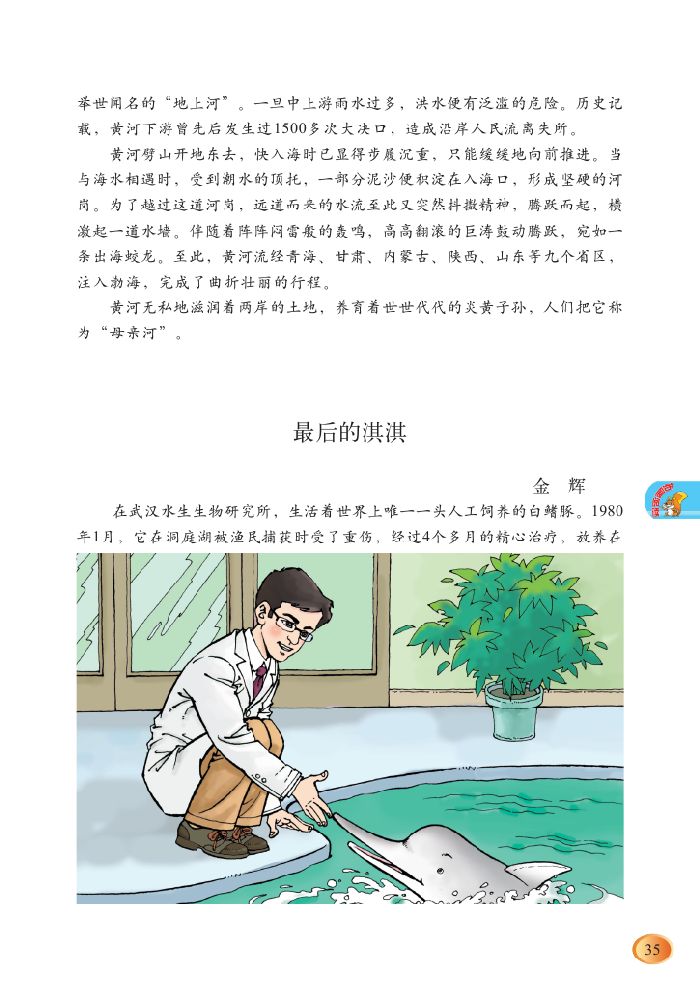 举世闻名的“地上河”。一旦中上游雨水过多，洪水便有泛滥的危险。历史记
载，黄河下游曾先后发生过1500多次大决口，造成沿岸人民流离失所。
黄河劈山开地东去，快入海时已显得步履沉重，只能缓缓地向前推进。当
与海水相遇时，受到潮水的顶托，一部分泥沙便积淀在入海口，形成坚硬的河
岗。为了越过这道河岗，远道而来的水流至此又突然抖擞精神，腾跃而起，横
激起一道水墙。伴随着阵阵闷雷般的轰鸣，高高翻滚的巨涛鼓动腾跃，宛如一
条出海蛟龙。至此，黄河流经青海、甘肃、内蒙古、陕西、山东等九个省区，
注入渤海，完成了曲折壮丽的行程。
黄河无私地滋润着两岸的土地，养育着世世代代的炎黄子孙，人们把它称
为“母亲河”。
最后的淇淇
金 辉
在武汉水生生物研究所，生活着世界上唯一一头人工饲养的白鳍豚。1980
年1月，它在洞庭湖被渔民捕获时受了重伤，经过4个多月的精心治疗，放养在
35